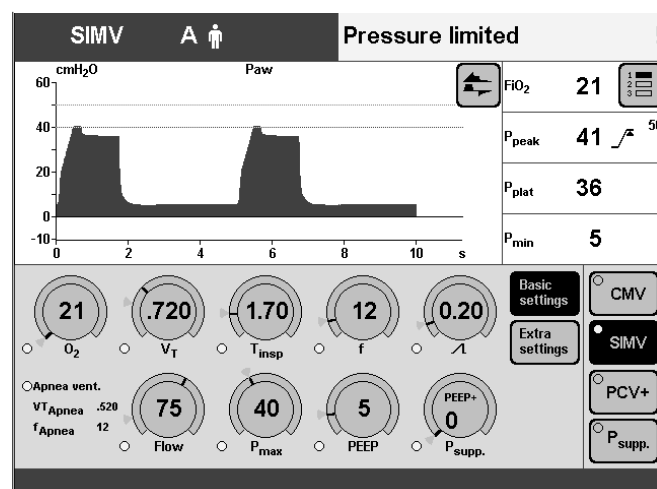 SIMV A Pressure limited
cmH2O Paw
60
40
20
0
-10
0 2 4 6 8 10 s
FiO2 21
1
2
3
Ppeak 41
Pplat 36
Pmin 5
21 .720 1.70 12 0.20
O2 VT Tinsp f
Basic
settings
Extra
settings
CMV
SIMV
PCV+
Psupp.
Apnea vent.
VTApnea .520
fApnea 12
75 40 5 PEEP+
0
Flow Pmax PEEP Psupp.